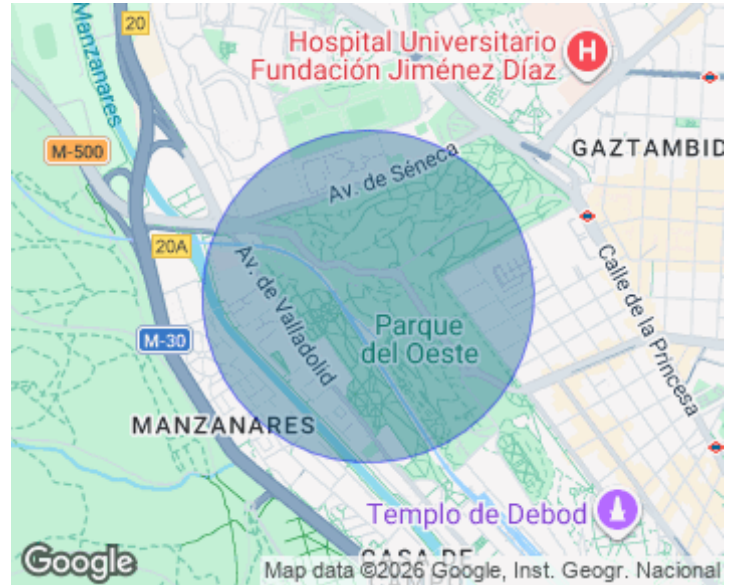 20
Manzanares
Hospital Universitario
Fundación Jiménez Díaz
H
M-500
GAZTAMBID
Av. de Séneca
20A
Av. de Valladolid
Calle de la Princesa
M-30
Parque
del Oeste
MANZANARES
Templo de Debod
CASA DE
Google
Map data ©2026 Google, Inst. Geogr. Nacional